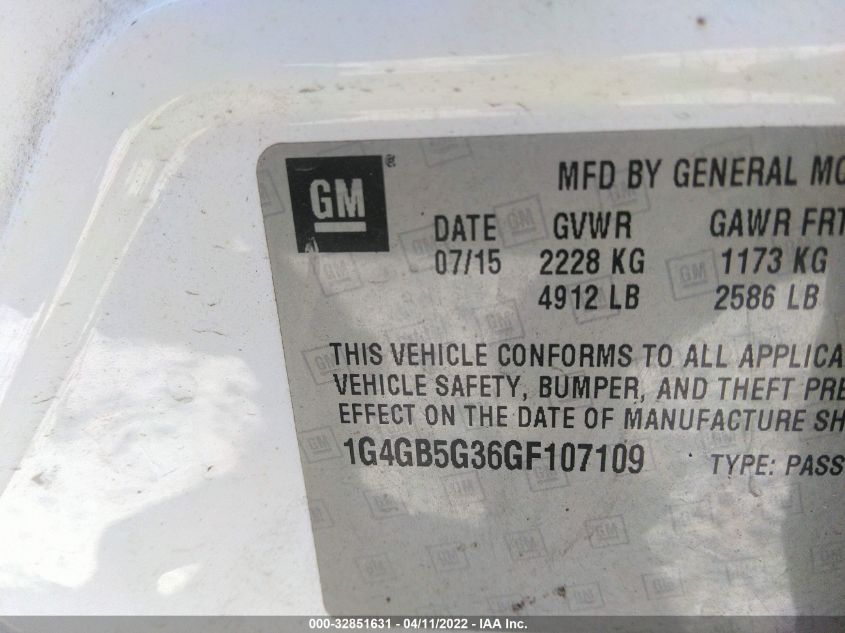 GM ®
MFD BY GENERAL MO
DATE GVWR GAWR FRT
07/15 2228 KG 1173 KG
4912 LB 2586 LB
THIS VEHICLE CONFORMS TO ALL APPLICA
VEHICLE SAFETY, BUMPER, AND THEFT PRE
EFFECT ON THE DATE OF MANUFACTURE SH
1G4GB5G36GF107109 TYPE: PASS
000-32851631 - 04/11/2022 - Copyright © IAA, Inc.